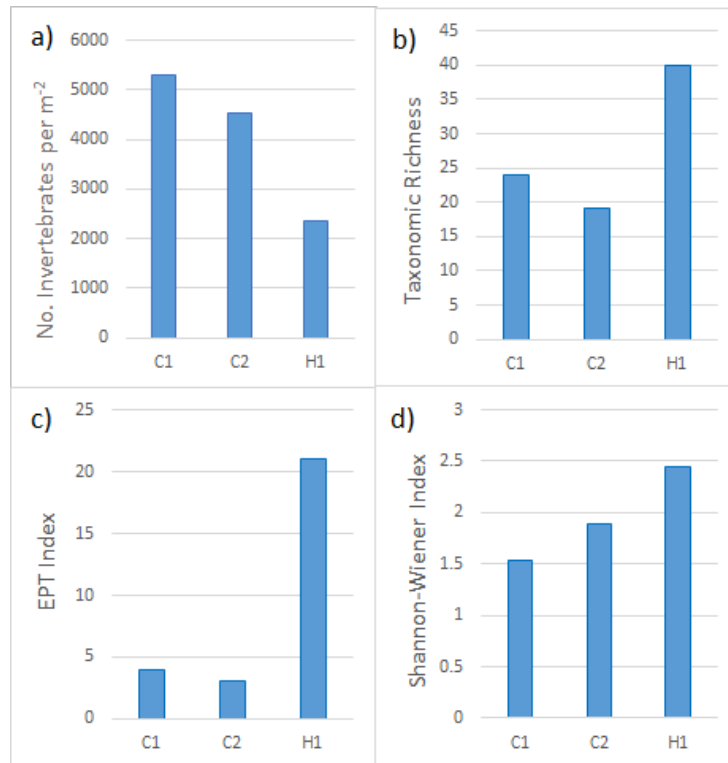 a)
No. Invertebrates per m-2
6000
5000
4000
3000
2000
1000
0
C1 C2 H1
b)
Taxonomic Richness
45
40
35
30
25
20
15
10
5
0
C1 C2 H1
c)
EPT Index
25
20
15
10
5
0
C1 C2 H1
d)
Shannon-Wiener Index
3
2.5
2
1.5
1
0.5
0
C1 C2 H1